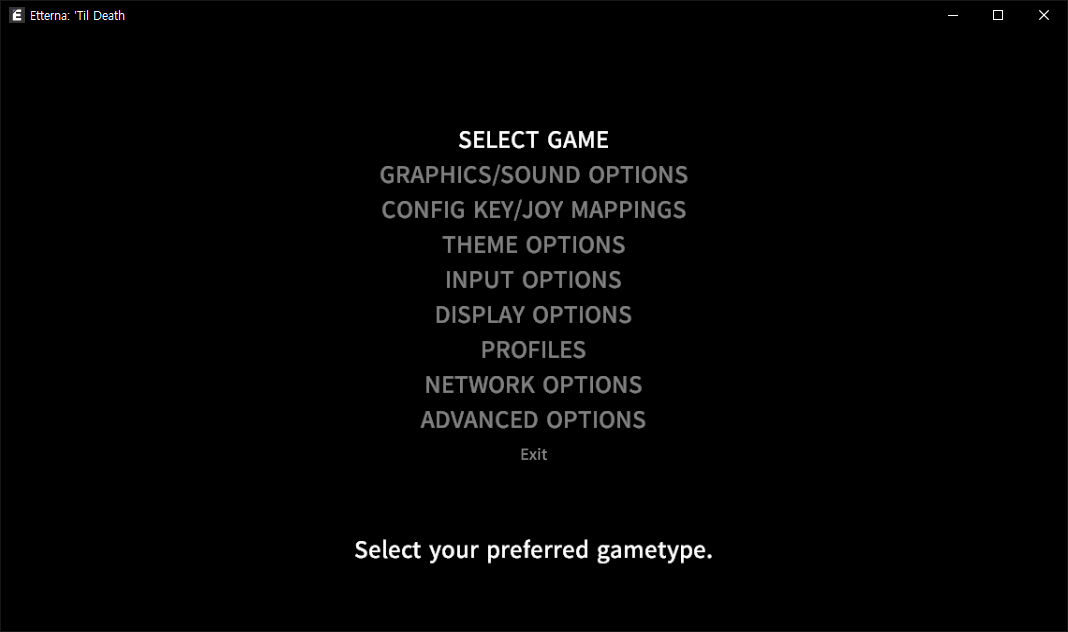 Etterna: 'Til Death
SELECT GAME
GRAPHICS/SOUND OPTIONS
CONFIG KEY/JOY MAPPINGS
THEME OPTIONS
INPUT OPTIONS
DISPLAY OPTIONS
PROFILES
NETWORK OPTIONS
ADVANCED OPTIONS
Exit
Select your preferred gametype.